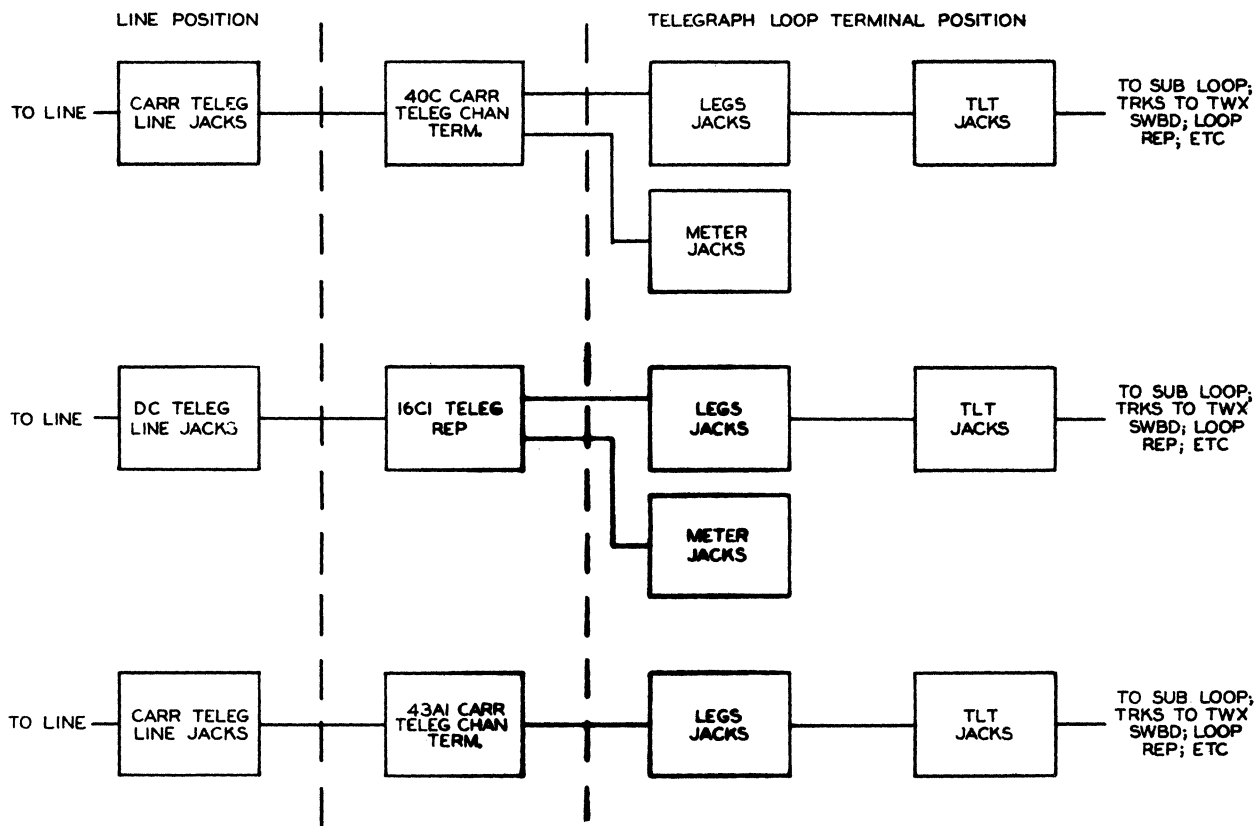 LINE POSITION
TELEGRAPH LOOP TERMINAL POSITION
TO LINE
CARR TELEG
LINE JACKS
40C CARR
TELEG CHAN
TERM.
LEGS
JACKS
TLT
JACKS
TO SUB LOOP;
TRKS TO TWX
SWBD; LOOP
REP; ETC
METER
JACKS
TO LINE
DC TELEG
LINE JACKS
16C1 TELEG
REP
LEGS
JACKS
TLT
JACKS
TO SUB LOOP;
TRKS TO TWX
SWBD; LOOP
REP; ETC
METER
JACKS
TO LINE
CARR TELEG
LINE JACKS
43A1 CARR
TELEG CHAN
TERM.
LEGS
JACKS
TLT
JACKS
TO SUB LOOP;
TRKS TO TWX
SWBD; LOOP
REP; ETC